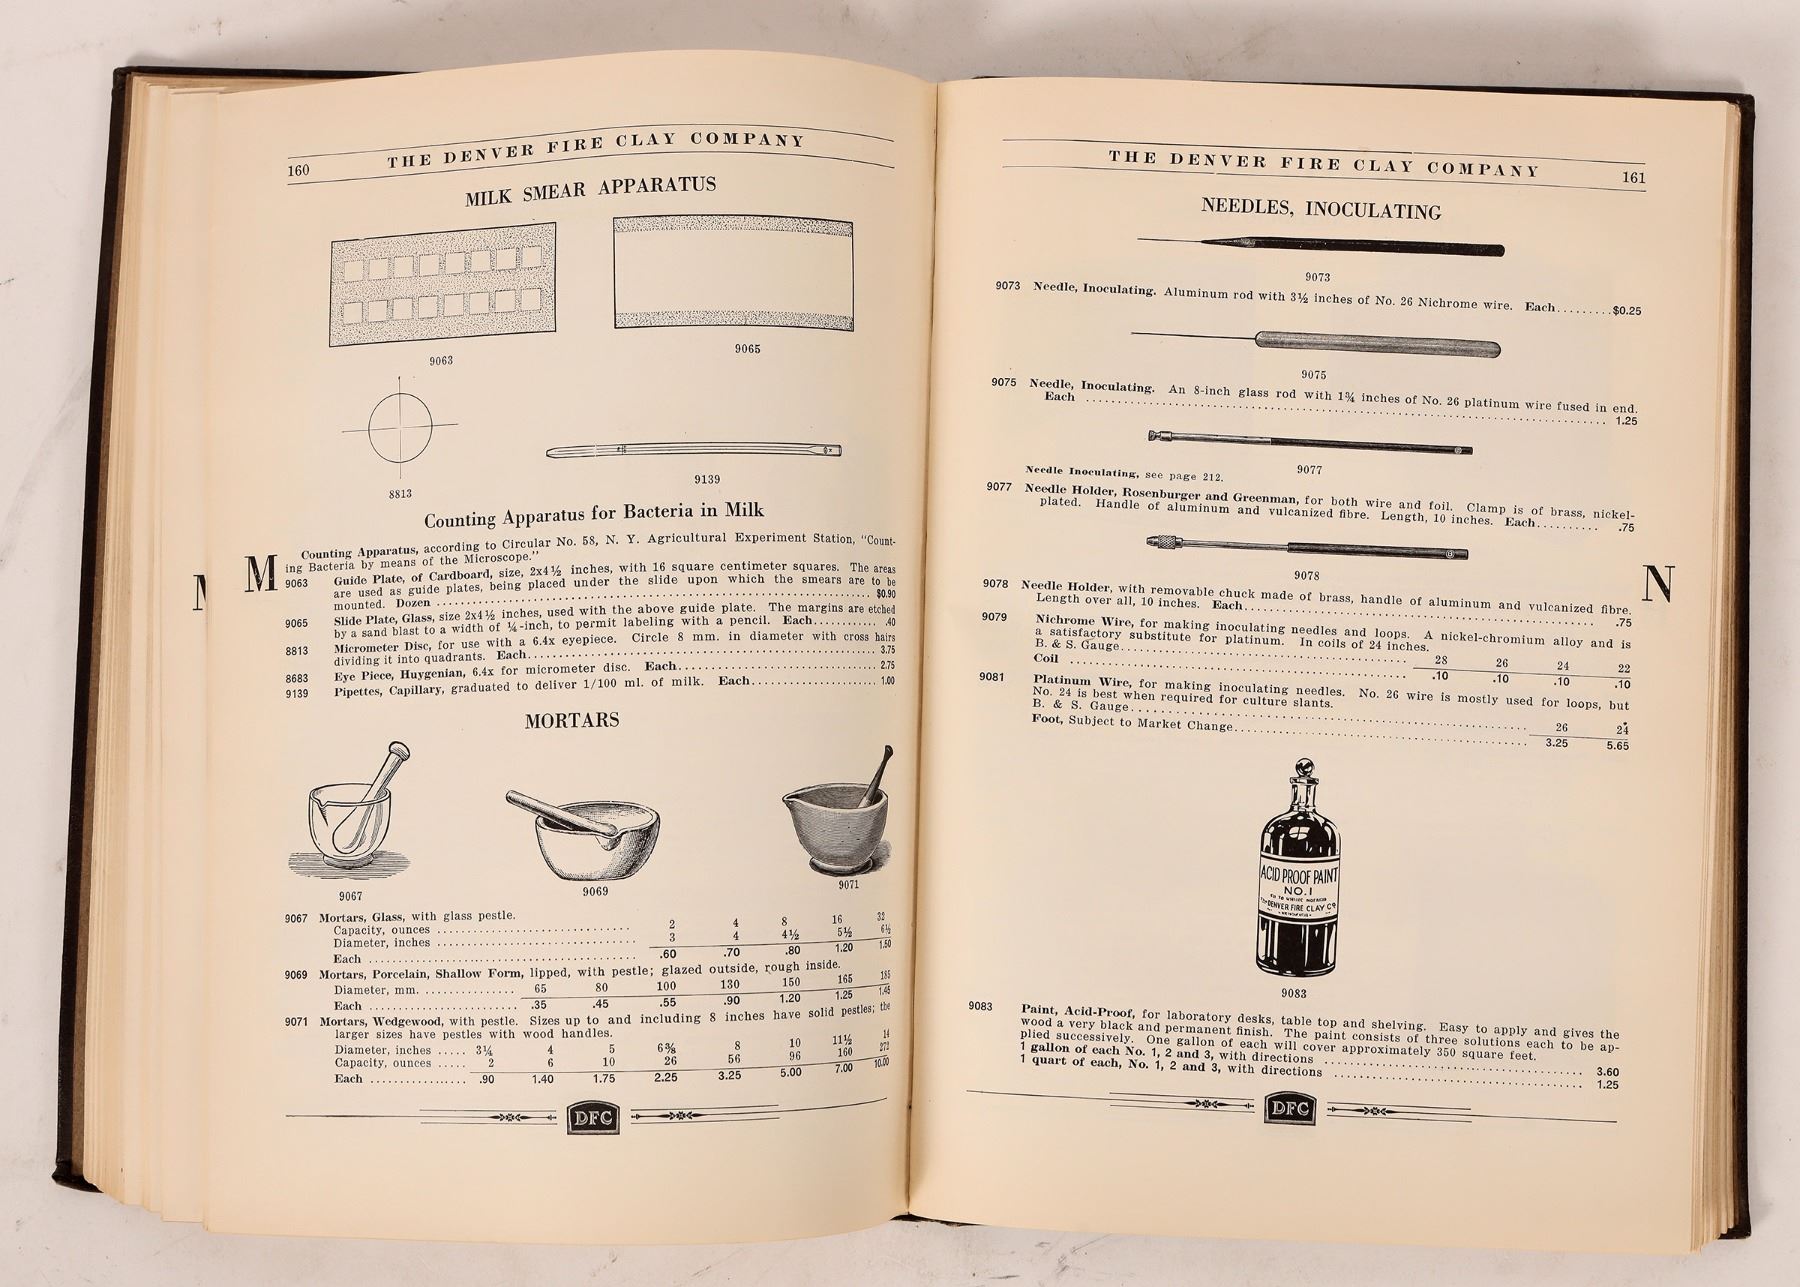 160
THE DENVER FIRE CLAY COMPANY
MILK SMEAR APPARATUS
9063
9065
8813
9139
Counting Apparatus for Bacteria in Milk
M
Counting Apparatus, according to Circular No. 58, N. Y. Agricultural Experiment Station, "Count-
ing Bacteria by means of the Microscope."
9063 Guide Plate, of Cardboard, size, 2x4½ inches, with 16 square centimeter squares. The areas
are used as guide plates, being placed under the slide upon which the smears are to be
mounted. Dozen ........ $0.90
9065 Slide Plate, Glass, size 2x4½ inches, used with the above guide plate. The margins are etched
by a sand blast to a width of ¼-inch, to permit labeling with a pencil. Each ........ .40
8813 Micrometer Disc, for use with a 6.4x eyepiece. Circle 8 mm. in diameter with cross hairs
dividing it into quadrants. Each ........ 3.75
8683 Eye Piece, Huygenian, 6.4x for micrometer disc. Each ........ 2.75
9139 Pipettes, Capillary, graduated to deliver 1/100 ml. of milk. Each ........ 1.00
MORTARS
9067
9069
9071
9067 Mortars, Glass, with glass pestle.
Capacity, ounces ........ 2 4 8 16 32
Diameter, inches ........ 3 4 4½ 5½ 6½
Each ........ .60 .70 .80 1.20 1.50
9069 Mortars, Porcelain, Shallow Form, lipped, with pestle; glazed outside, rough inside.
Diameter, mm. ........ 65 80 100 130 150 165 185
Each ........ .35 .45 .55 .90 1.20 1.25 1.45
9071 Mortars, Wedgewood, with pestle. Sizes up to and including 8 inches have solid pestles; the
larger sizes have pestles with wood handles.
Diameter, inches ..... 3¼ 4 5 6⅜ 8 10 11½ 14
Capacity, ounces ..... 2 6 10 26 56 96 160 272
Each ........ .90 1.40 1.75 2.25 3.25 5.00 7.00 10.00
DFC
THE DENVER FIRE CLAY COMPANY
161
NEEDLES, INOCULATING
9073
9073 Needle, Inoculating. Aluminum rod with 3½ inches of No. 26 Nichrome wire. Each ........ $0.25
9075
9075 Needle, Inoculating. An 8-inch glass rod with 1¾ inches of No. 26 platinum wire fused in end.
Each ........ 1.25
9077
Needle Inoculating, see page 212.
9077 Needle Holder, Rosenburger and Greenman, for both wire and foil. Clamp is of brass, nickel-
plated. Handle of aluminum and vulcanized fibre. Length, 10 inches. Each ........ .75
9078
N
9078 Needle Holder, with removable chuck made of brass, handle of aluminum and vulcanized fibre.
Length over all, 10 inches. Each ........ .75
9079 Nichrome Wire, for making inoculating needles and loops. A nickel-chromium alloy and is
a satisfactory substitute for platinum. In coils of 24 inches.
B. & S. Gauge ........ 28 26 24 22
Coil ........ .10 .10 .10 .10
9081 Platinum Wire, for making inoculating needles. No. 26 wire is mostly used for loops, but
No. 24 is best when required for culture slants.
B. & S. Gauge ........ 26 24
Foot, Subject to Market Change ........ 3.25 5.65
ACID PROOF PAINT
NO. 1
DENVER FIRE CLAY Co
9083
9083 Paint, Acid-Proof, for laboratory desks, table top and shelving. Easy to apply and gives the
wood a very black and permanent finish. The paint consists of three solutions each to be ap-
plied successively. One gallon of each will cover approximately 350 square feet.
1 gallon of each No. 1, 2 and 3, with directions ........ 3.60
1 quart of each, No. 1, 2 and 3, with directions ........ 1.25
DFC